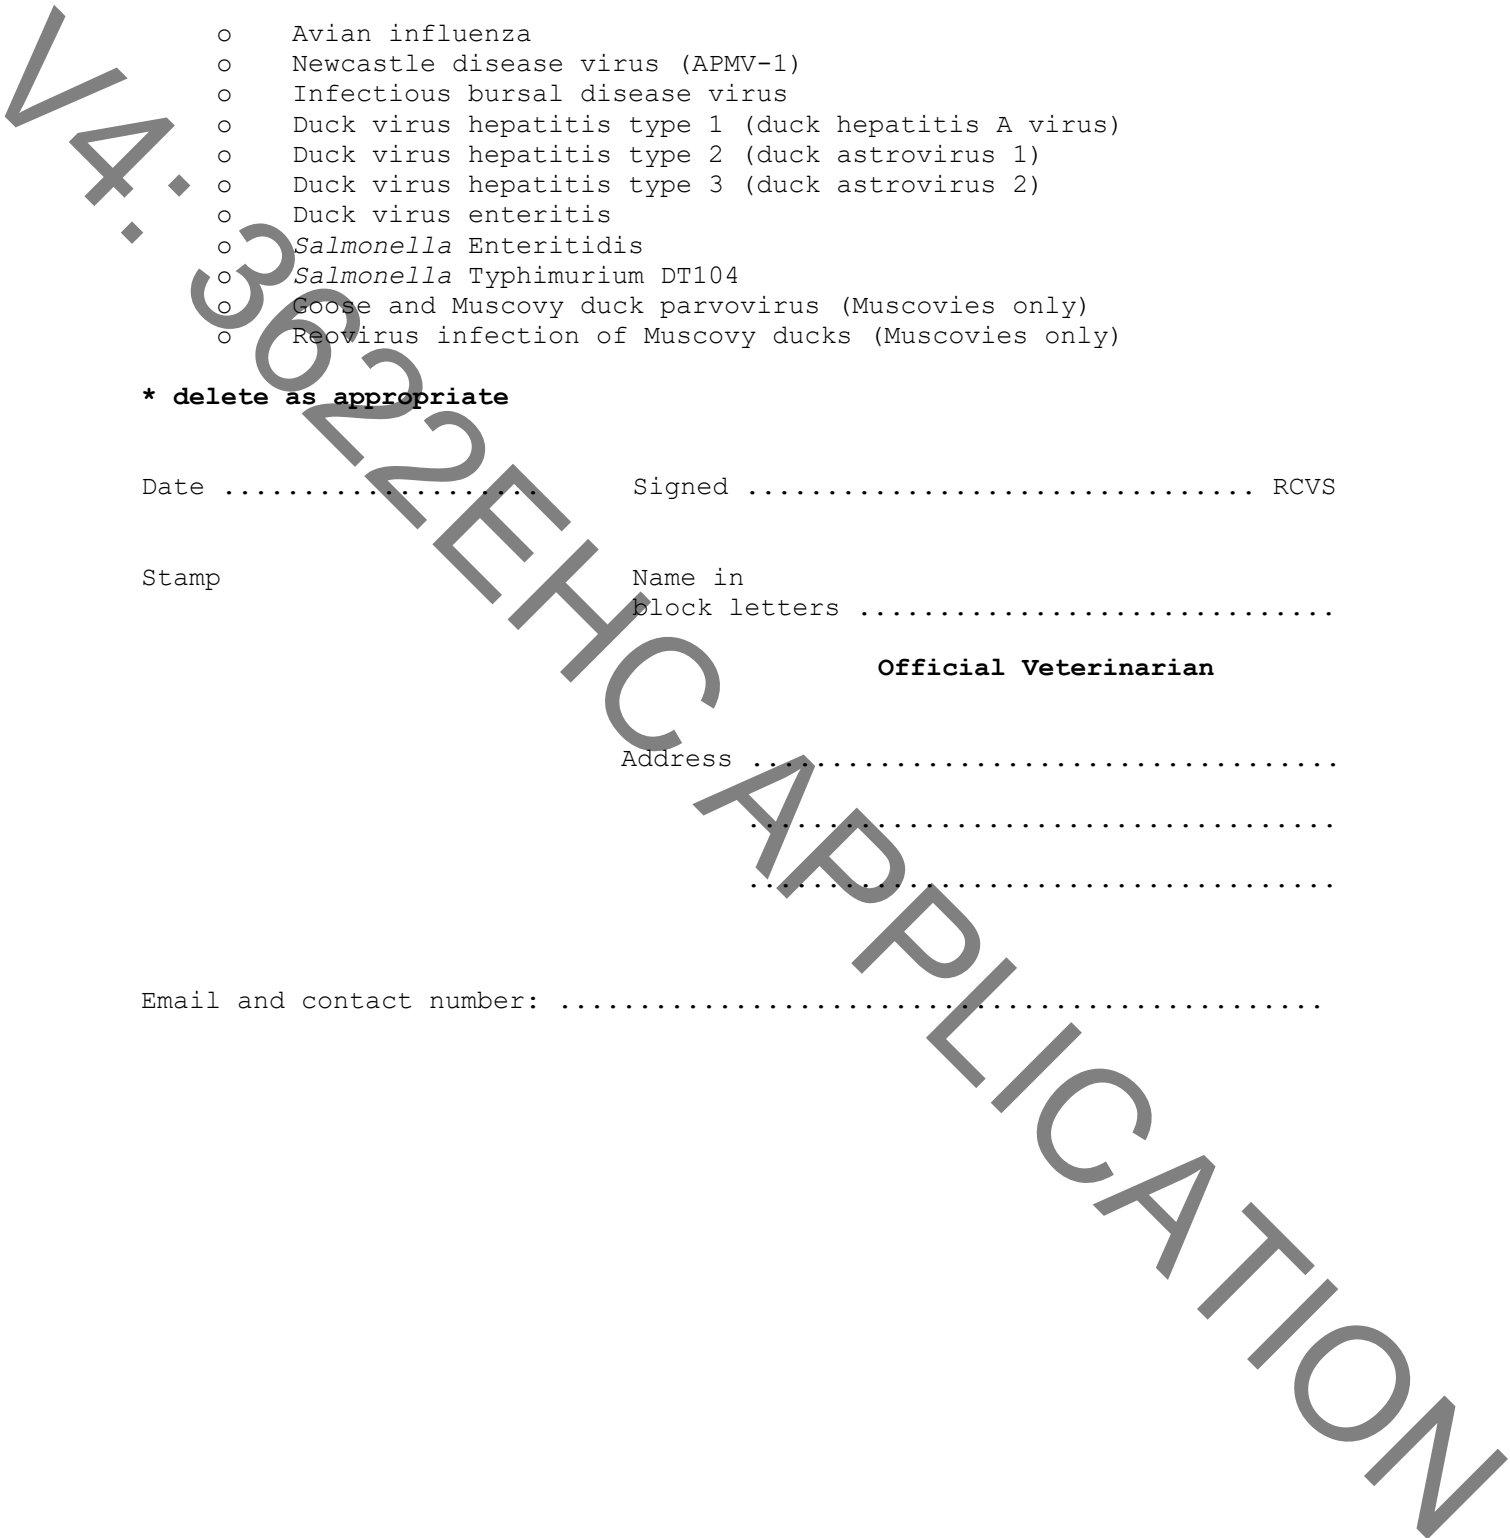 o Avian influenza
o Newcastle disease virus (APMV-1)
o Infectious bursal disease virus
o Duck virus hepatitis type 1 (duck hepatitis A virus)
o Duck virus hepatitis type 2 (duck astrovirus 1)
o Duck virus hepatitis type 3 (duck astrovirus 2)
o Duck virus enteritis
o Salmonella Enteritidis
o Salmonella Typhimurium DT104
o Goose and Muscovy duck parvovirus (Muscovies only)
o Reovirus infection of Muscovy ducks (Muscovies only)
* delete as appropriate
Date .................... Signed ................................ RCVS
Stamp Name in
block letters ..............................
Official Veterinarian
Address .....................................
.....................................
.....................................
Email and contact number: ................................................
V4: 3622EHC APPLICATION